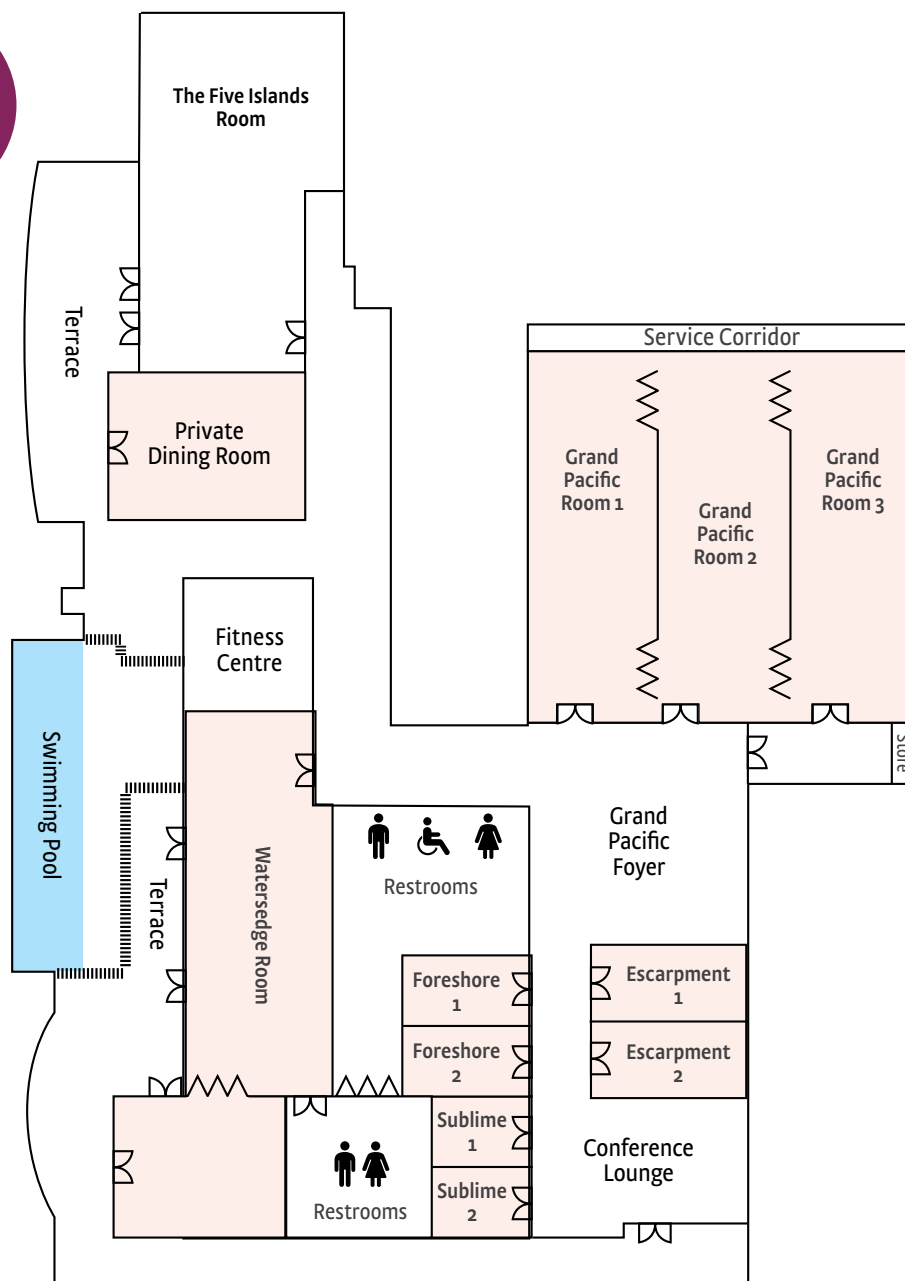 The Five Islands
Room
Terrace
Service Corridor
Private
Dining Room
Grand
Pacific
Room 1
Grand
Pacific
Room 2
Grand
Pacific
Room 3
Fitness
Centre
Swimming Pool
Store
Grand
Pacific
Foyer
Terrace
Watersedge Room
Restrooms
Foreshore
1
Escarpment
1
Foreshore
2
Escarpment
2
Sublime
1
Conference
Lounge
Sublime
2
Restrooms